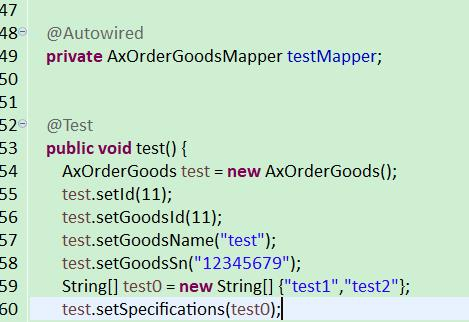 47
48 @Autowired
49 private AxOrderGoodsMapper testMapper;
50
51
52 @Test
53 public void test() {
54 AxOrderGoods test = new AxOrderGoods();
55 test.setId(11);
56 test.setGoodsId(11);
57 test.setGoodsName("test");
58 test.setGoodsSn("12345679");
59 String[] test0 = new String[] {"test1","test2"};
60 test.setSpecifications(test0);